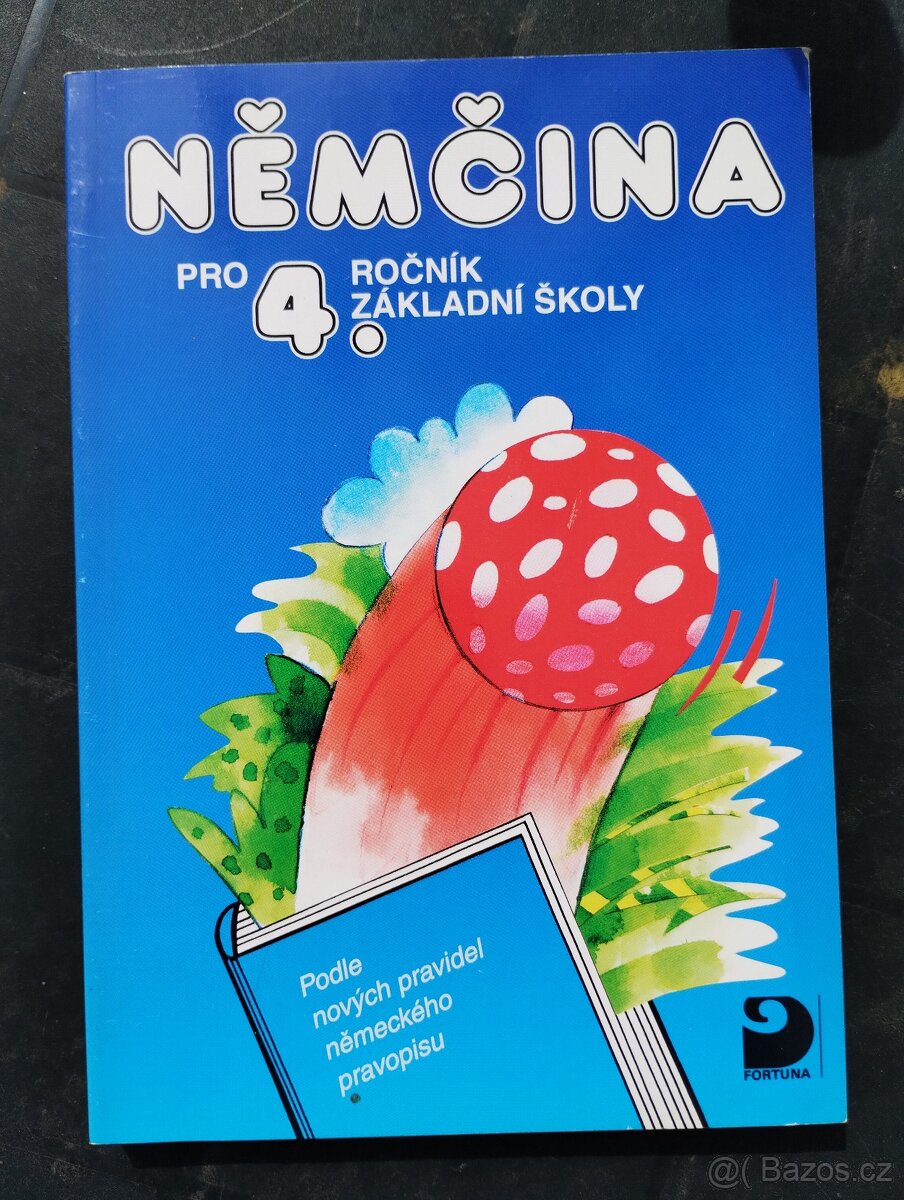 NĚMČINA
PRO 4. ROČNÍK
ZÁKLADNÍ ŠKOLY
Podle
nových pravidel
německého
pravopisu
FORTUNA
@( Bazos.cz